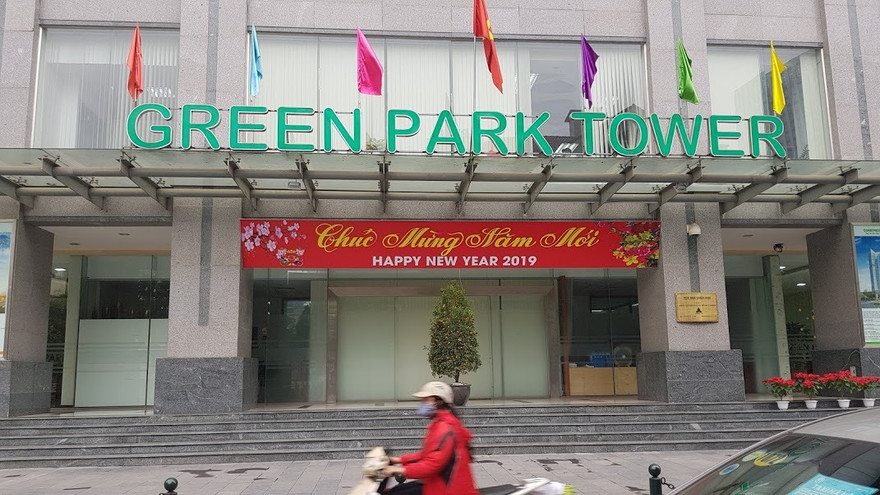 GREEN PARK TOWER
Chúc Mừng Năm Mới
HAPPY NEW YEAR 2019